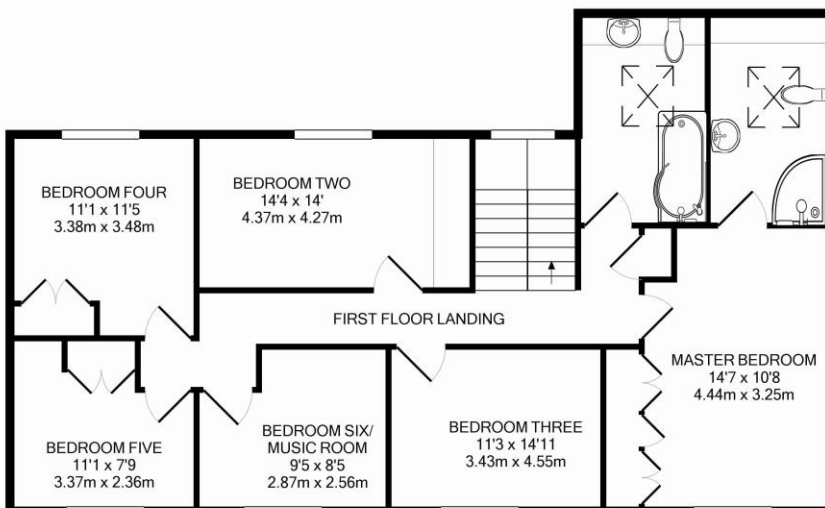 BEDROOM FOUR
11'1 x 11'5
3.38m x 3.48m
BEDROOM TWO
14'4 x 14'
4.37m x 4.27m
FIRST FLOOR LANDING
MASTER BEDROOM
14'7 x 10'8
4.44m x 3.25m
BEDROOM FIVE
11'1 x 7'9
3.37m x 2.36m
BEDROOM SIX/
MUSIC ROOM
9'5 x 8'5
2.87m x 2.56m
BEDROOM THREE
11'3 x 14'11
3.43m x 4.55m